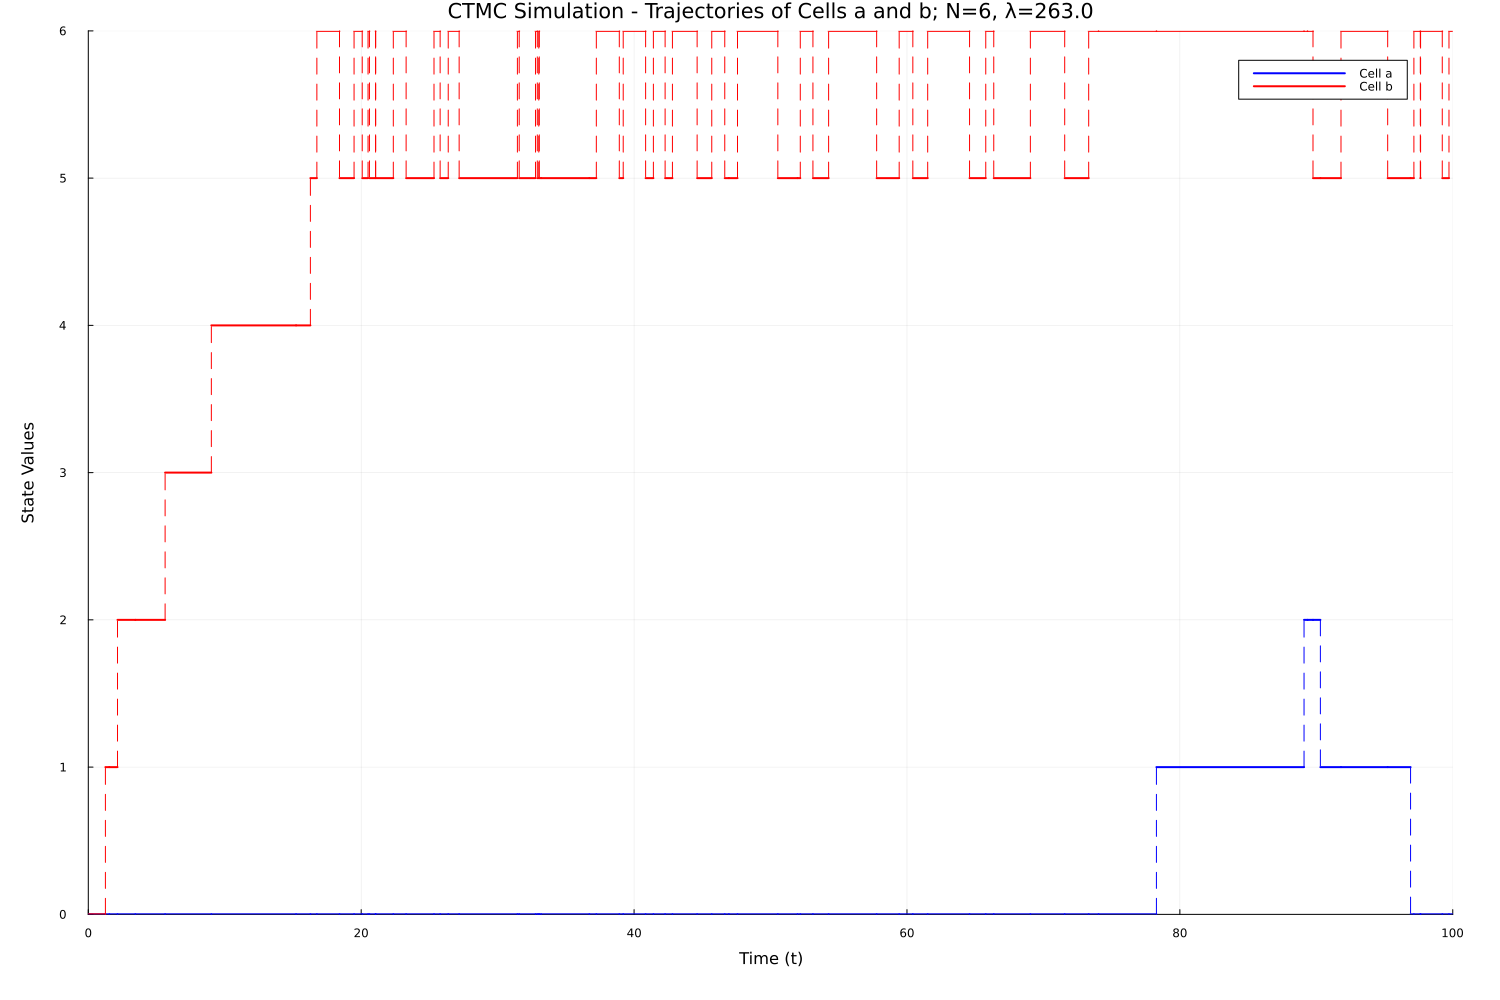 CTMC Simulation - Trajectories of Cells a and b; N=6, λ=263.0
6
5
4
3
2
1
0
State Values
Cell a
Cell b
0 20 40 60 80 100
Time (t)